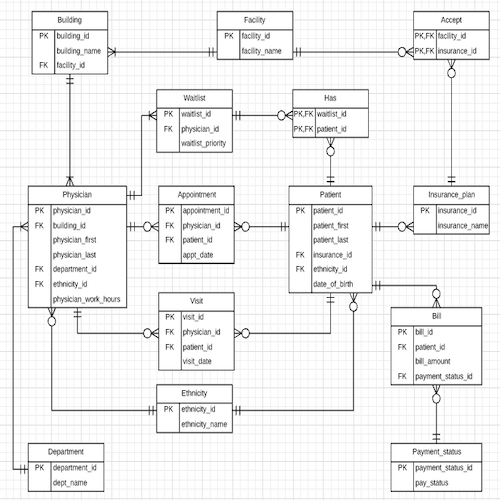 Building
PK building_id
building_name
FK facility_id
Facility
PK facility_id
facility_name
Accept
PK,FK facility_id
PK,FK insurance_id
Waitlist
PK waitlist_id
FK physician_id
waitlist_priority
Has
PK,FK waitlist_id
PK,FK patient_id
Physician
PK physician_id
FK building_id
physician_first
physician_last
FK department_id
FK ethnicity_id
physician_work_hours
Appointment
PK appointment_id
FK physician_id
FK patient_id
appt_date
Patient
PK patient_id
patient_first
patient_last
FK insurance_id
FK ethnicity_id
date_of_birth
Insurance_plan
PK insurance_id
insurance_name
Visit
PK visit_id
FK physician_id
FK patient_id
visit_date
Bill
PK bill_id
FK patient_id
bill_amount
FK payment_status_id
Ethnicity
PK ethnicity_id
ethnicity_name
Department
PK department_id
dept_name
Payment_status
PK payment_status_id
pay_status